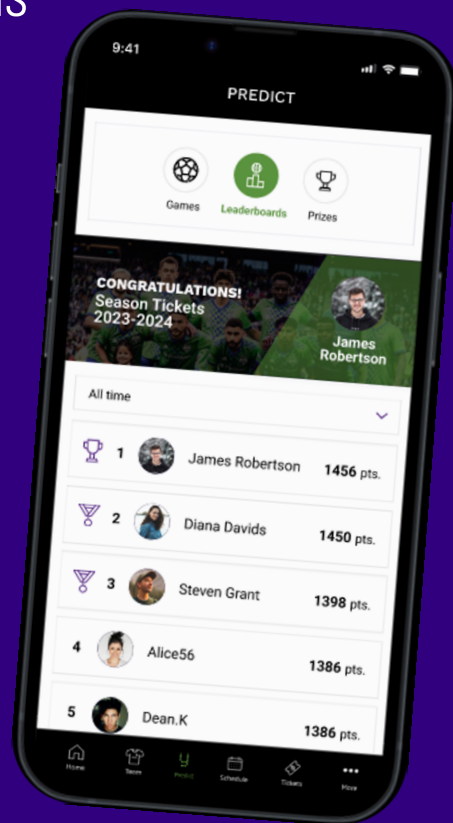 9:41
PREDICT
Games
Leaderboards
Prizes
CONGRATULATIONS!
Season Tickets
2023-2024
James
Robertson
All time
1 James Robertson 1456 pts.
2 Diana Davids 1450 pts.
3 Steven Grant 1398 pts.
4 Alice56 1386 pts.
5 Dean.K 1386 pts.
Home
Team
Predict
Schedule
Tickets
More